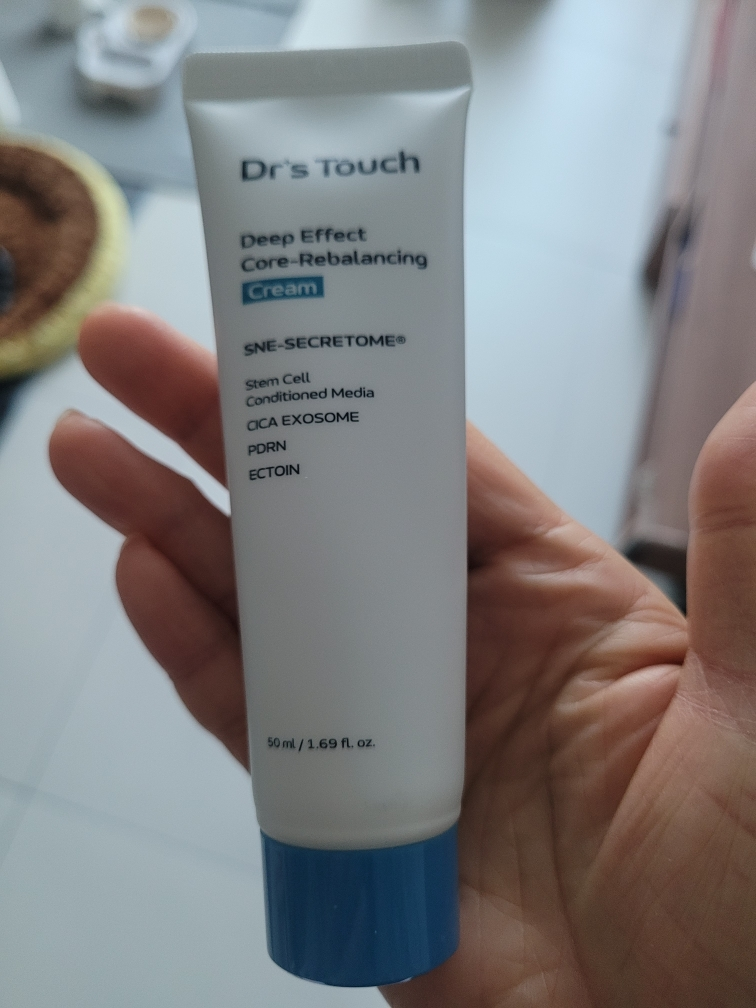 Dr's Touch
Deep Effect
Core-Rebalancing
Cream
SNE-SECRETOME®
Stem Cell
Conditioned Media
CICA EXOSOME
PDRN
ECTOIN
50 ml / 1.69 fl. oz.